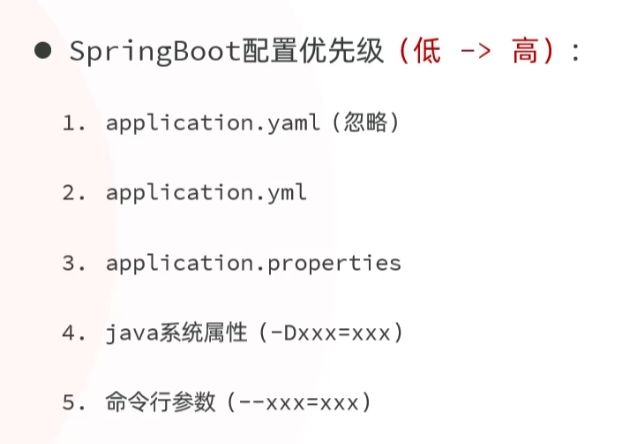 ● SpringBoot配置优先级（低 -> 高）:
1. application.yaml（忽略）
2. application.yml
3. application.properties
4. java系统属性（-Dxxx=xxx）
5. 命令行参数（--xxx=xxx）